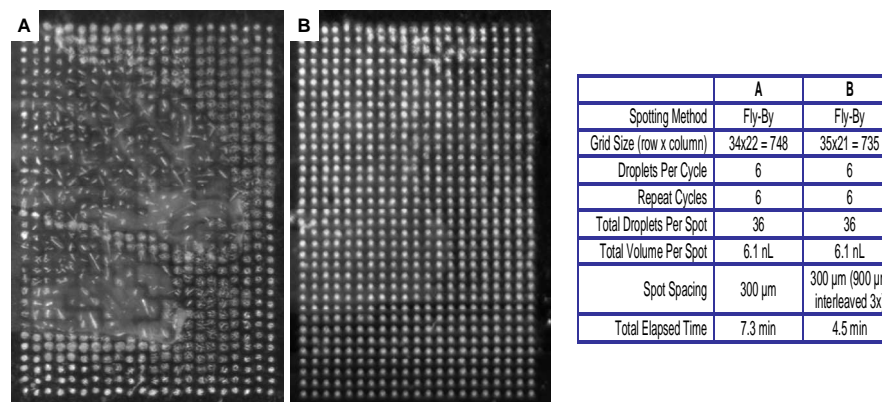 A
B
A B
Spotting Method Fly-By Fly-By
Grid Size (row x column) 34x22 = 748 35x21 = 735
Droplets Per Cycle 6 6
Repeat Cycles 6 6
Total Droplets Per Spot 36 36
Total Volume Per Spot 6.1 nL 6.1 nL
Spot Spacing 300 µm 300 µm (900 µm
interleaved 3x
Total Elapsed Time 7.3 min 4.5 min